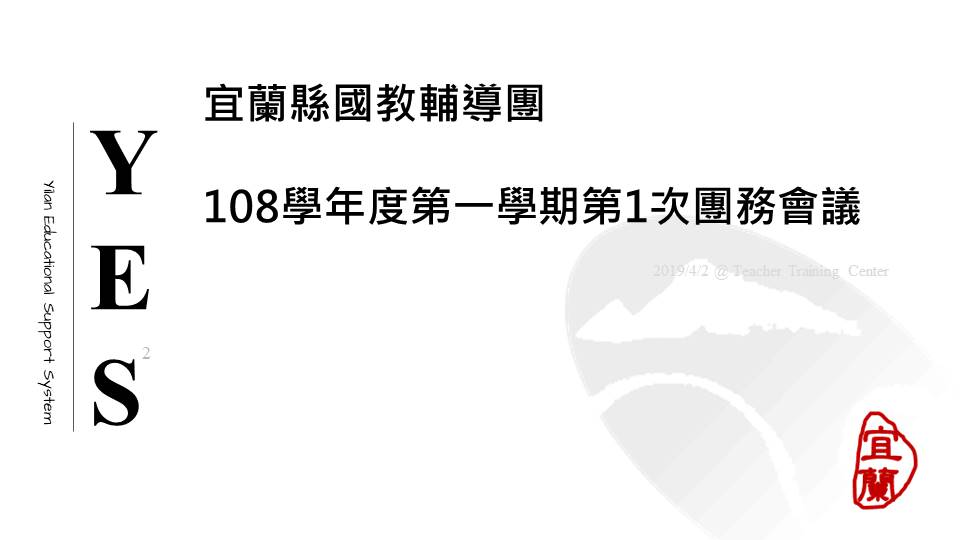 宜蘭縣國教輔導團
108學年度第一學期第1次團務會議
2019/4/2 @ Teacher Training Center
YES
2
Yilan Educational Support System
宜蘭